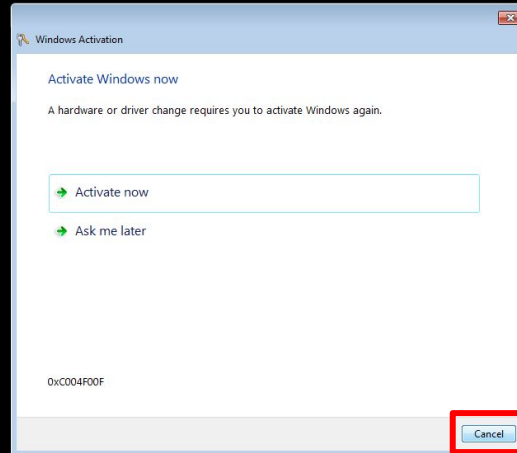 Windows Activation
Activate Windows now
A hardware or driver change requires you to activate Windows again.
Activate now
Ask me later
0xC004F00F
Cancel